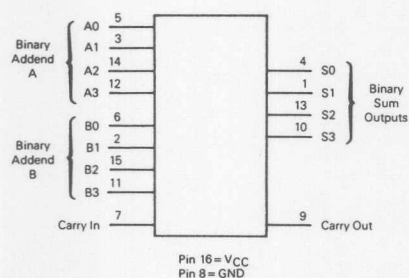 Binary
Addend
A
A0 5
A1 3
A2 14
A3 12
Binary
Addend
B
B0 6
B1 2
B2 15
B3 11
Carry In 7
4 S0
1 S1
13 S2
10 S3
Binary
Sum
Outputs
9 Carry Out
Pin 16 = VCC
Pin 8 = GND